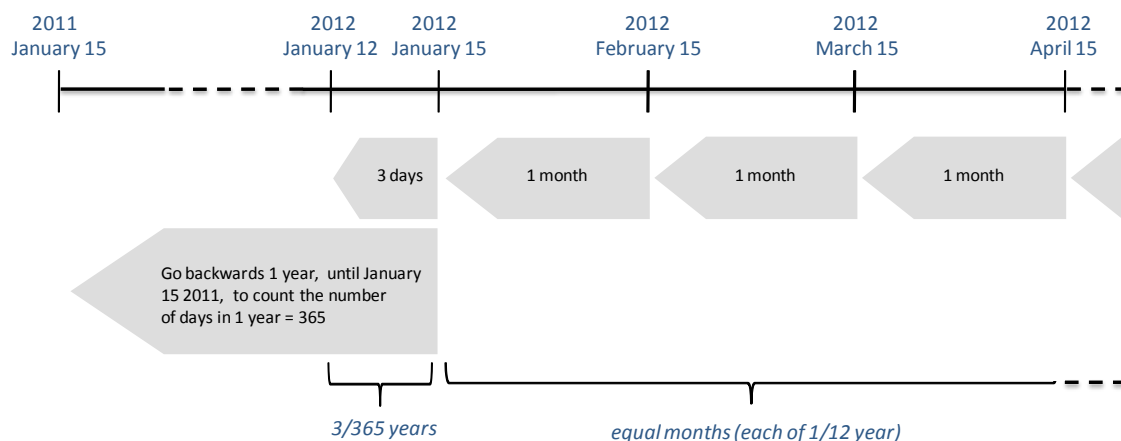 2011
January 15
2012
January 12
2012
January 15
2012
February 15
2012
March 15
2012
April 15
3 days
1 month
1 month
1 month
Go backwards 1 year, until January
15 2011, to count the number
of days in 1 year = 365
3/365 years
equal months (each of 1/12 year)